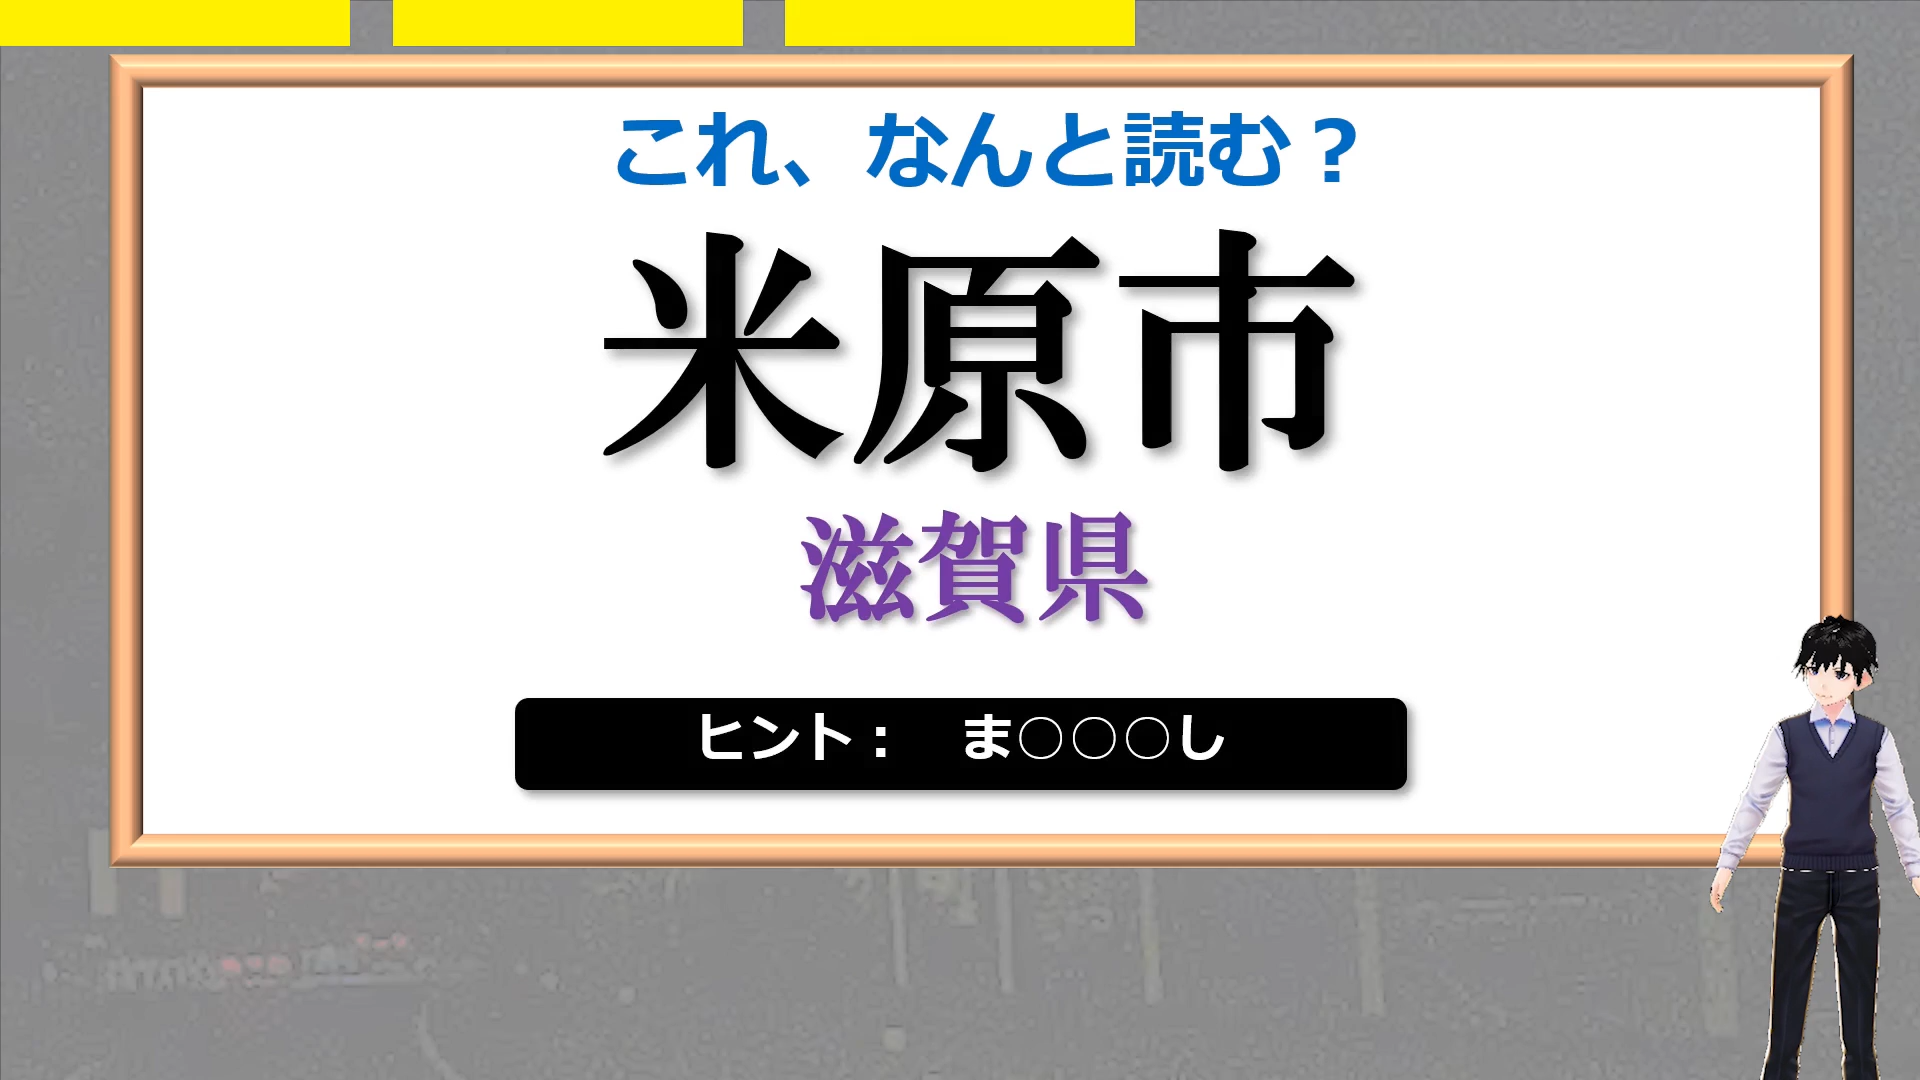 これ、なんと読む？
米原市
滋賀県
ヒント：　ま○○○し